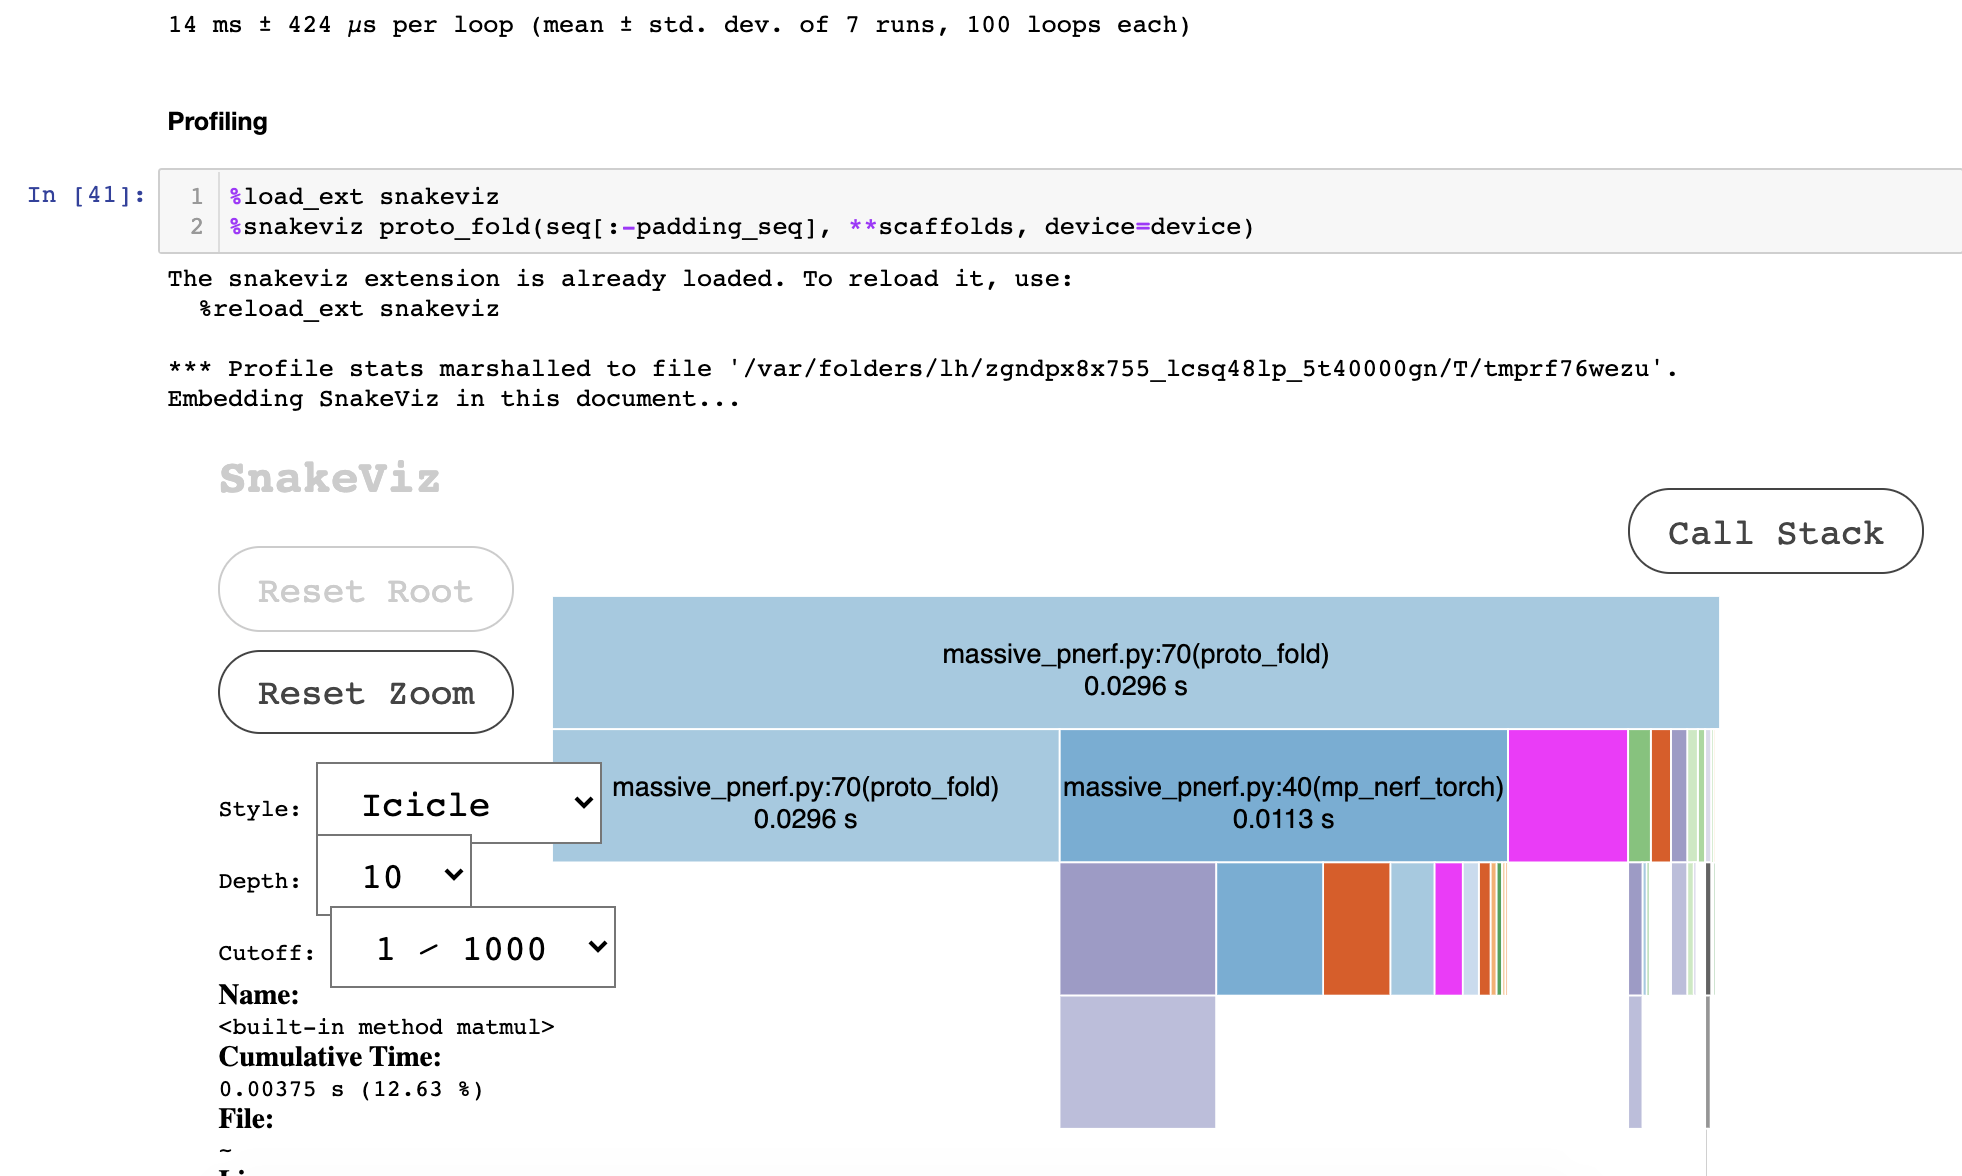 14 ms ± 424 µs per loop (mean ± std. dev. of 7 runs, 100 loops each)
Profiling
In [41]:
1 %load_ext snakeviz
2 %snakeviz proto_fold(seq[:-padding_seq], **scaffolds, device=device)
The snakeviz extension is already loaded. To reload it, use:
%reload_ext snakeviz
*** Profile stats marshalled to file '/var/folders/lh/zgndpx8x755_lcsq48lp_5t40000gn/T/tmprf76wezu'.
Embedding SnakeViz in this document...
SnakeViz
Call Stack
Reset Root
Reset Zoom
massive_pnerf.py:70(proto_fold)
0.0296 s
Style: Icicle
massive_pnerf.py:70(proto_fold)
0.0296 s
massive_pnerf.py:40(mp_nerf_torch)
0.0113 s
Depth: 10
Cutoff: 1 / 1000
Name:
<built-in method matmul>
Cumulative Time:
0.00375 s (12.63 %)
File:
~